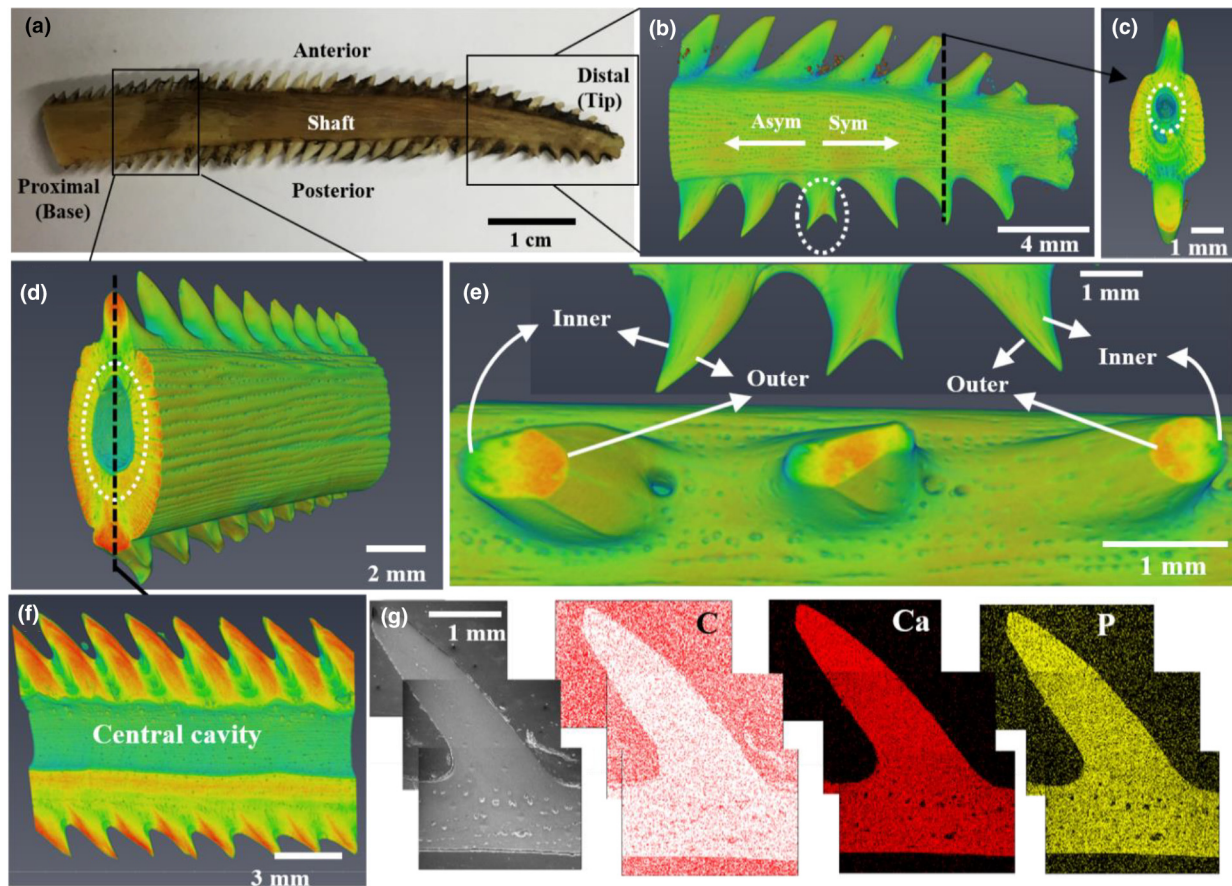 (a)
Anterior
Distal
(Tip)
Shaft
Proximal
(Base)
Posterior
1 cm
(b)
Asym
Sym
4 mm
(c)
1 mm
(d)
2 mm
(e)
1 mm
Inner
Outer
Outer
Inner
1 mm
(f)
Central cavity
3 mm
(g)
1 mm
C
Ca
P